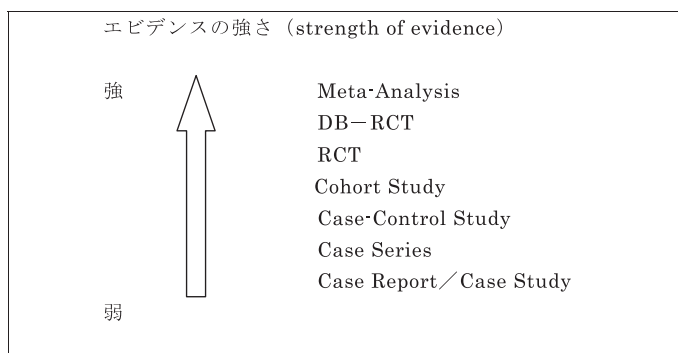 エビデンスの強さ（strength of evidence）
強
Meta-Analysis
DB－RCT
RCT
Cohort Study
Case-Control Study
Case Series
Case Report／Case Study
弱